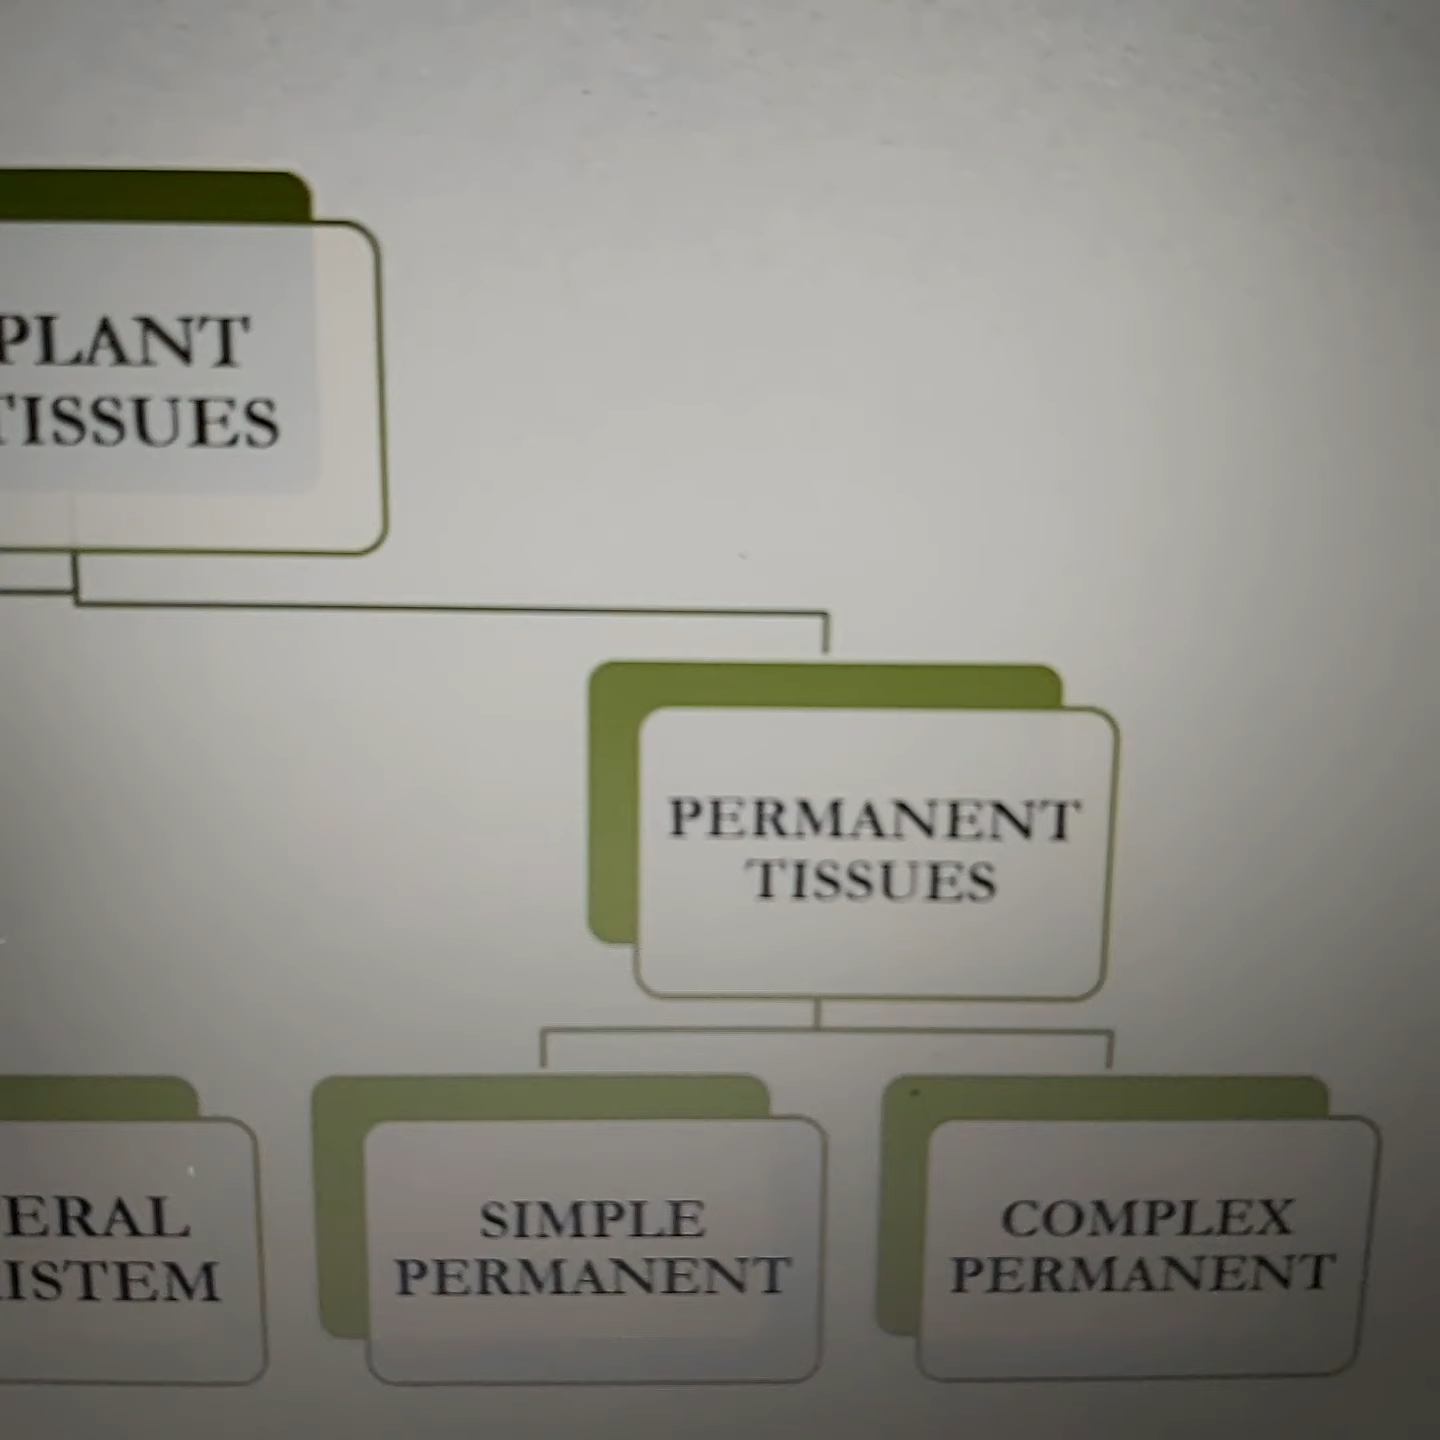 PLANT
TISSUES
PERMANENT
TISSUES
ERAL
ISTEM
SIMPLE
PERMANENT
COMPLEX
PERMANENT